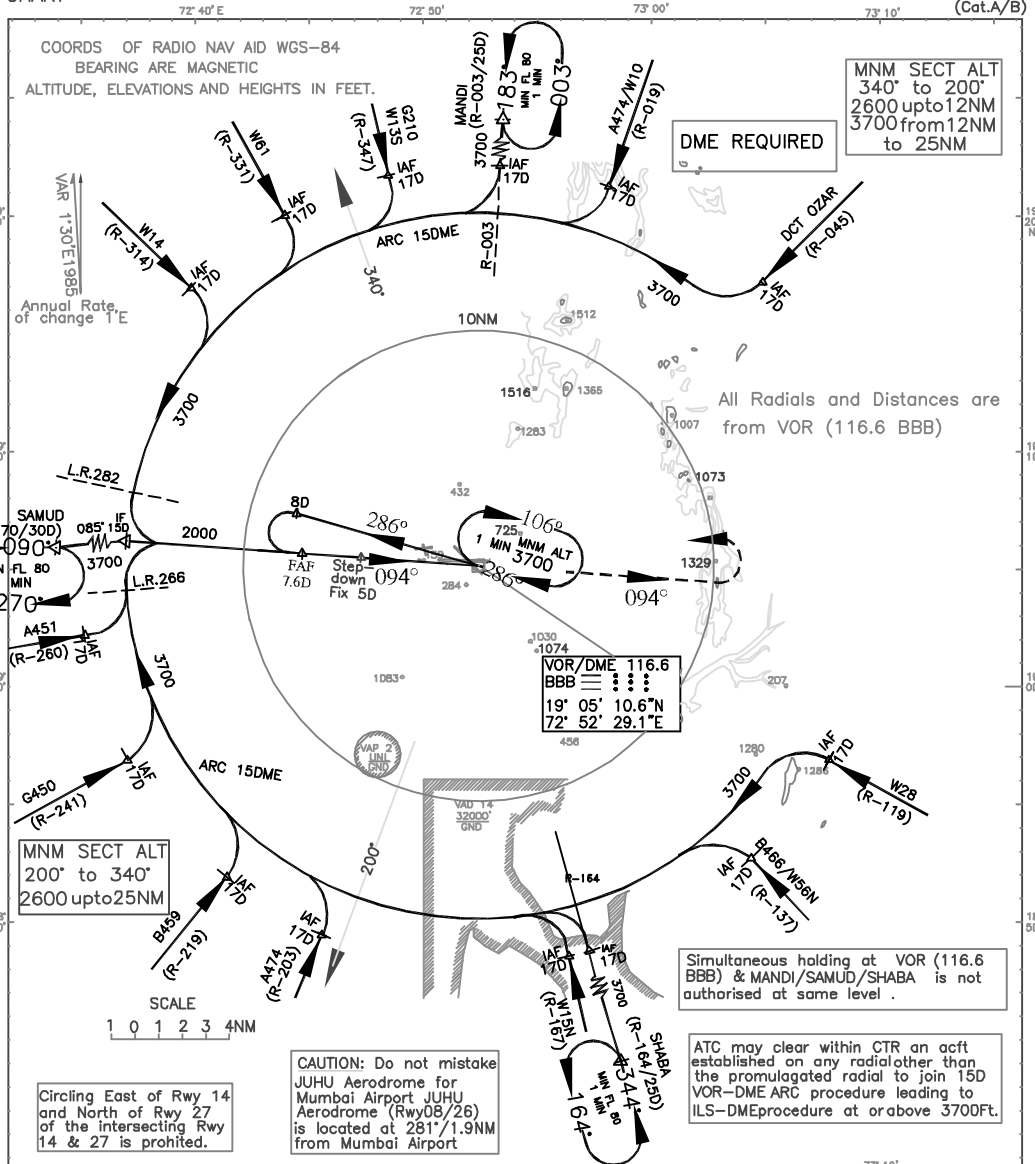 (Cat.A/B)
72° 40' E
72° 50'
73° 00'
73° 10'
COORDS OF RADIO NAV AID WGS-84
BEARING ARE MAGNETIC
ALTITUDE, ELEVATIONS AND HEIGHTS IN FEET.
MNM SECT ALT
340° to 200°
2600 upto12NM
3700 from12NM
to 25NM
DME REQUIRED
MANDI
(R-003/25D)
3700
183°
MIN FL 80
1 MIN
003°
IAF
17D
R-003
A474/W10
(R-019)
IAF
17D
DCT OZAR
(R-045)
IAF
17D
3700
G210
W13S
(R-347)
IAF
17D
W61
(R-331)
IAF
17D
W14
(R-314)
IAF
17D
VAR 1°30'E1985
Annual Rate
of change 1'E
ARC 15DME
340°
10NM
1512
1516
1365
1283
1007
1073
All Radials and Distances are
from VOR (116.6 BBB)
3700
L.R.282
SAMUD
70/30D)
090°
FL 80
MIN
270°
085° 15D
IF
3700
2000
L.R.266
8D
286°
432
725
106°
1 MIN MNM ALT
3700
286°
459
FAF
7.6D
Step-
down
Fix 5D
094°
284
094°
1329
A451
(R-260)
IAF
17D
3700
1083
1030
1074
VOR/DME 116.6
BBB
19° 05' 10.6"N
72° 52' 29.1"E
207
456
VAP 2
UNL
GND
ARC 15DME
VAD 14
32000'
GND
200°
1280
1286
IAF
17D
W28
(R-119)
3700
G450
(R-241)
IAF
17D
MNM SECT ALT
200° to 340°
2600 upto25NM
B459
(R-219)
IAF
17D
A474
(R-203)
IAF
17D
R-164
B466/W56N
(R-137)
IAF
17D
IAF
17D
W15N
(R-167)
IAF
17D
3700
SHABA
(R-164/25D)
344°
MIN FL 80
1 MIN
164°
SCALE
1 0 1 2 3 4NM
Simultaneous holding at VOR (116.6
BBB) & MANDI/SAMUD/SHABA is not
authorised at same level .
ATC may clear within CTR an acft
established on any radialother than
the promulagated radial to join 15D
VOR-DME ARC procedure leading to
ILS-DMEprocedure at orabove 3700Ft.
Circling East of Rwy 14
and North of Rwy 27
of the intersecting Rwy
14 & 27 is prohited.
CAUTION: Do not mistake
JUHU Aerodrome for
Mumbai Airport JUHU
Aerodrome (Rwy08/26)
is located at 281°/1.9NM
from Mumbai Airport